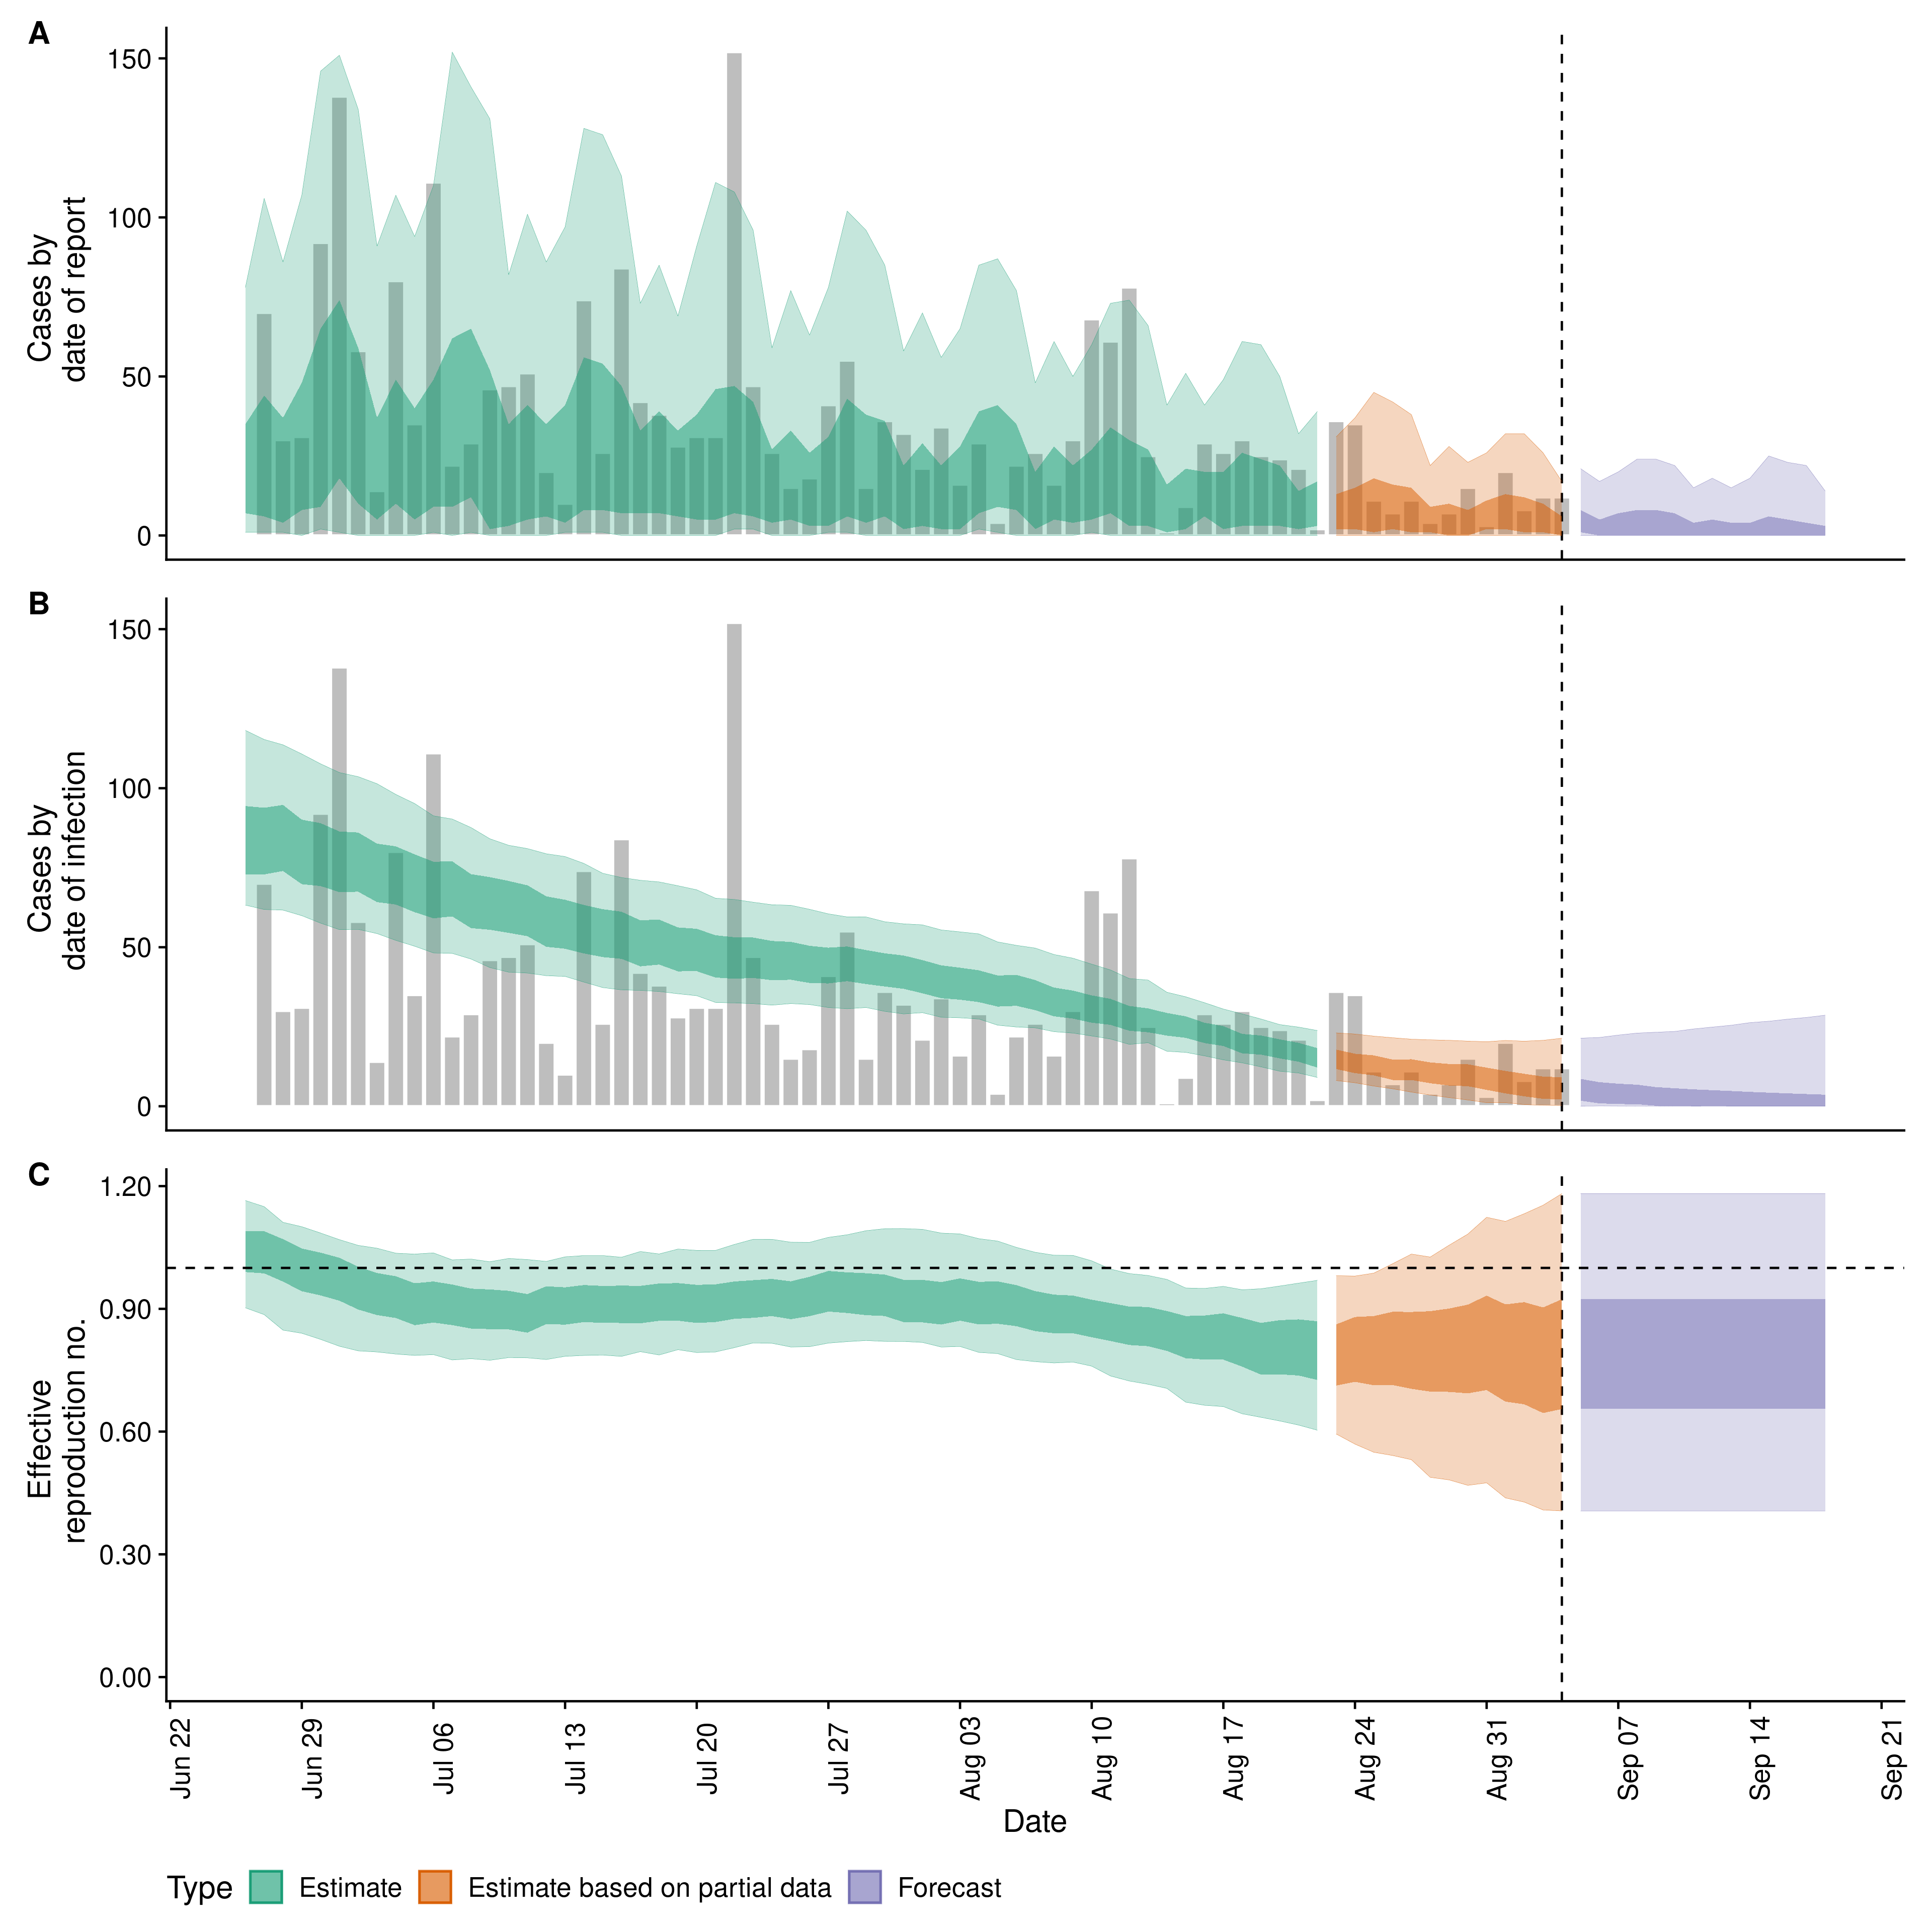 A
Cases by
date of report
150
100
50
0
B
Cases by
date of infection
150
100
50
0
C
Effective
reproduction no.
1.20
0.90
0.60
0.30
0.00
Jun 22
Jun 29
Jul 06
Jul 13
Jul 20
Jul 27
Aug 03
Aug 10
Aug 17
Aug 24
Aug 31
Sep 07
Sep 14
Sep 21
Date
Type Estimate Estimate based on partial data Forecast